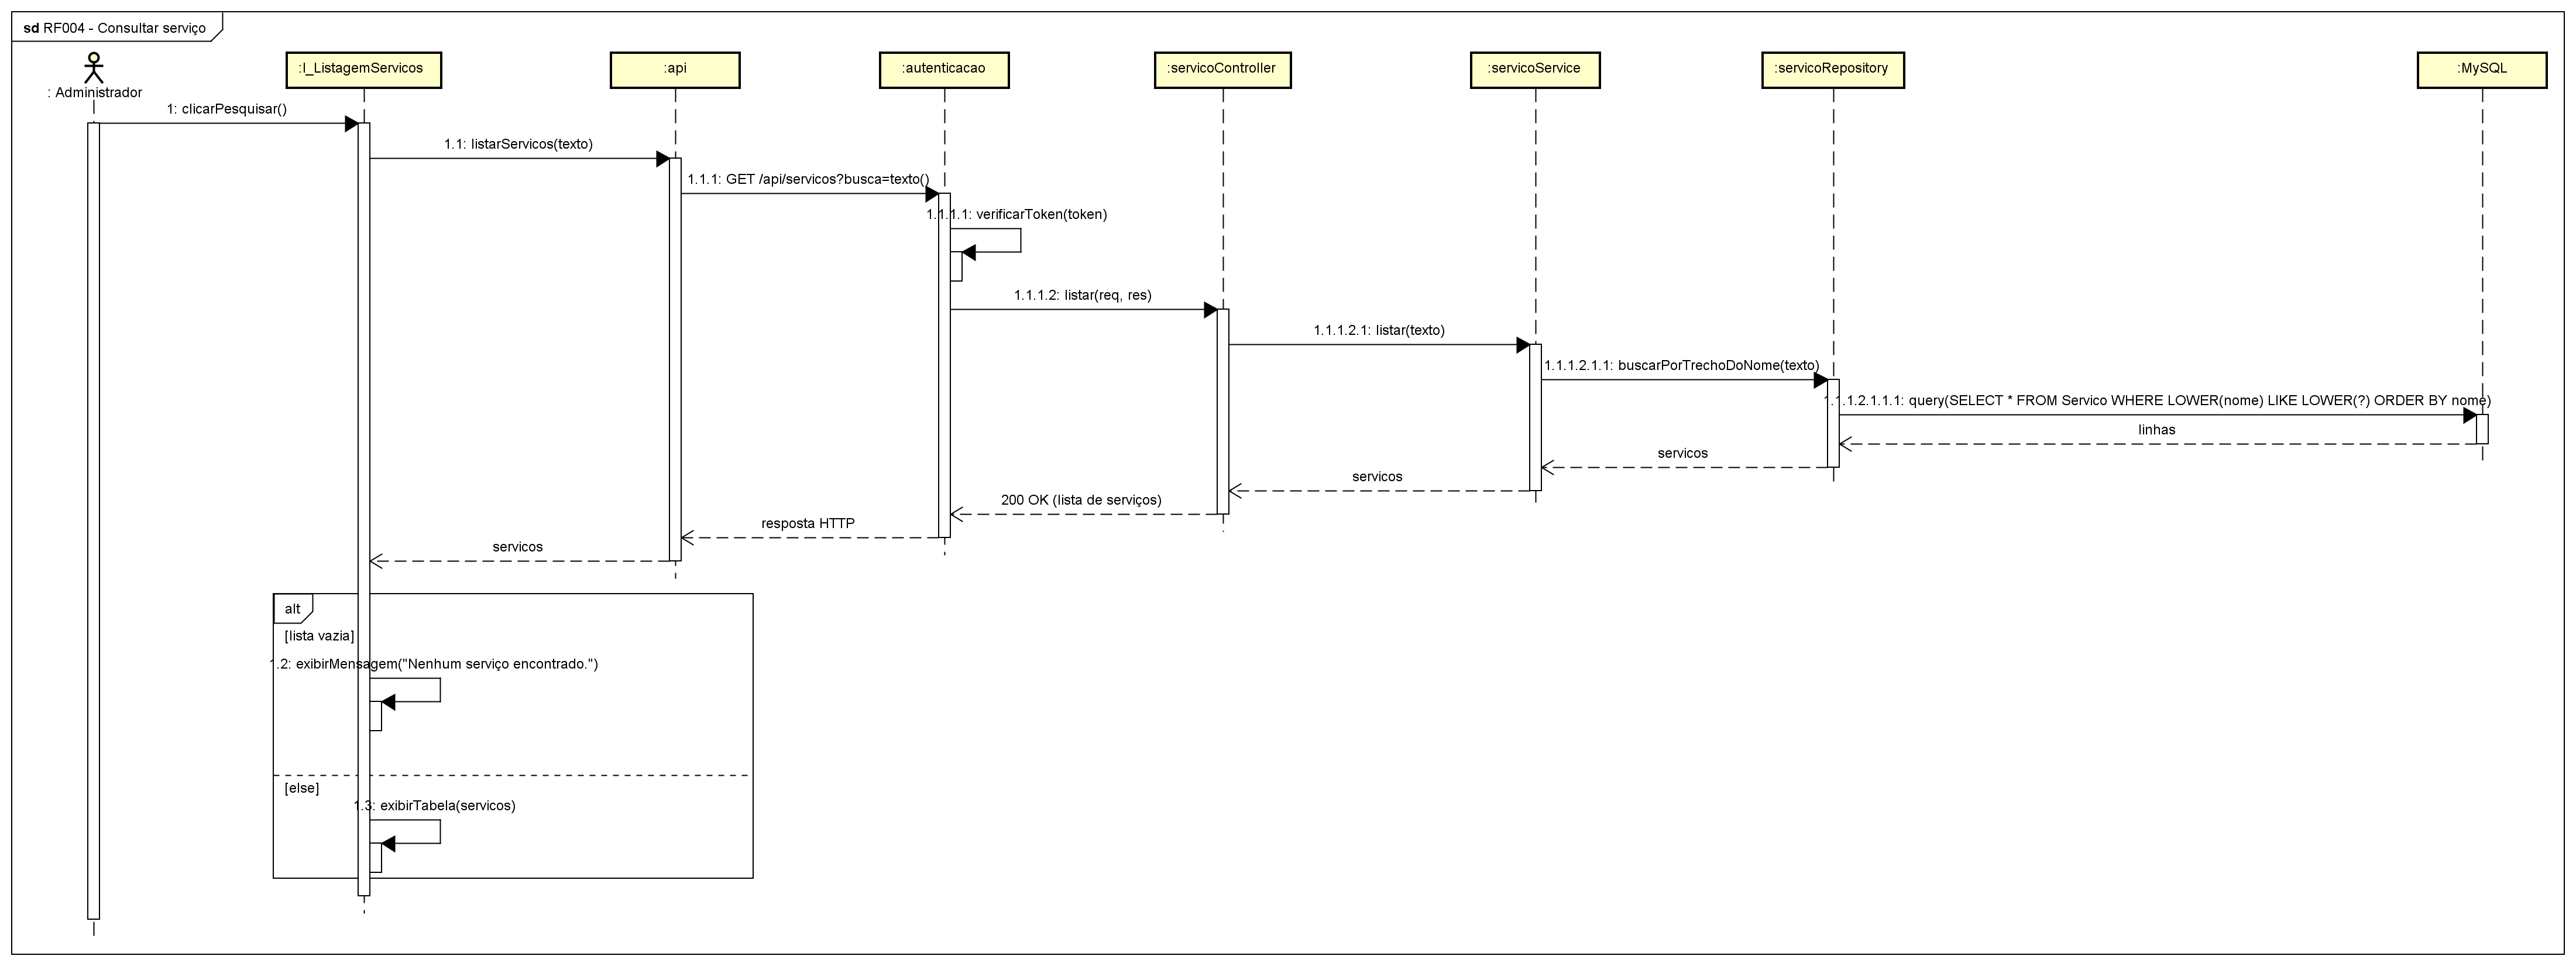 sd RF004 - Consultar serviço
: Administrador
:I_ListagemServicos
:api
:autenticacao
:servicoController
:servicoService
:servicoRepository
:MySQL
1: clicarPesquisar()
1.1: listarServicos(texto)
1.1.1: GET /api/servicos?busca=texto()
1.1.1.1: verificarToken(token)
1.1.1.2: listar(req, res)
1.1.1.2.1: listar(texto)
1.1.1.2.1.1: buscarPorTrechoDoNome(texto)
1.1.1.2.1.1.1: query(SELECT * FROM Servico WHERE LOWER(nome) LIKE LOWER(?) ORDER BY nome)
linhas
servicos
servicos
200 OK (lista de serviços)
resposta HTTP
servicos
alt
[lista vazia]
1.2: exibirMensagem("Nenhum serviço encontrado.")
[else]
1.3: exibirTabela(servicos)